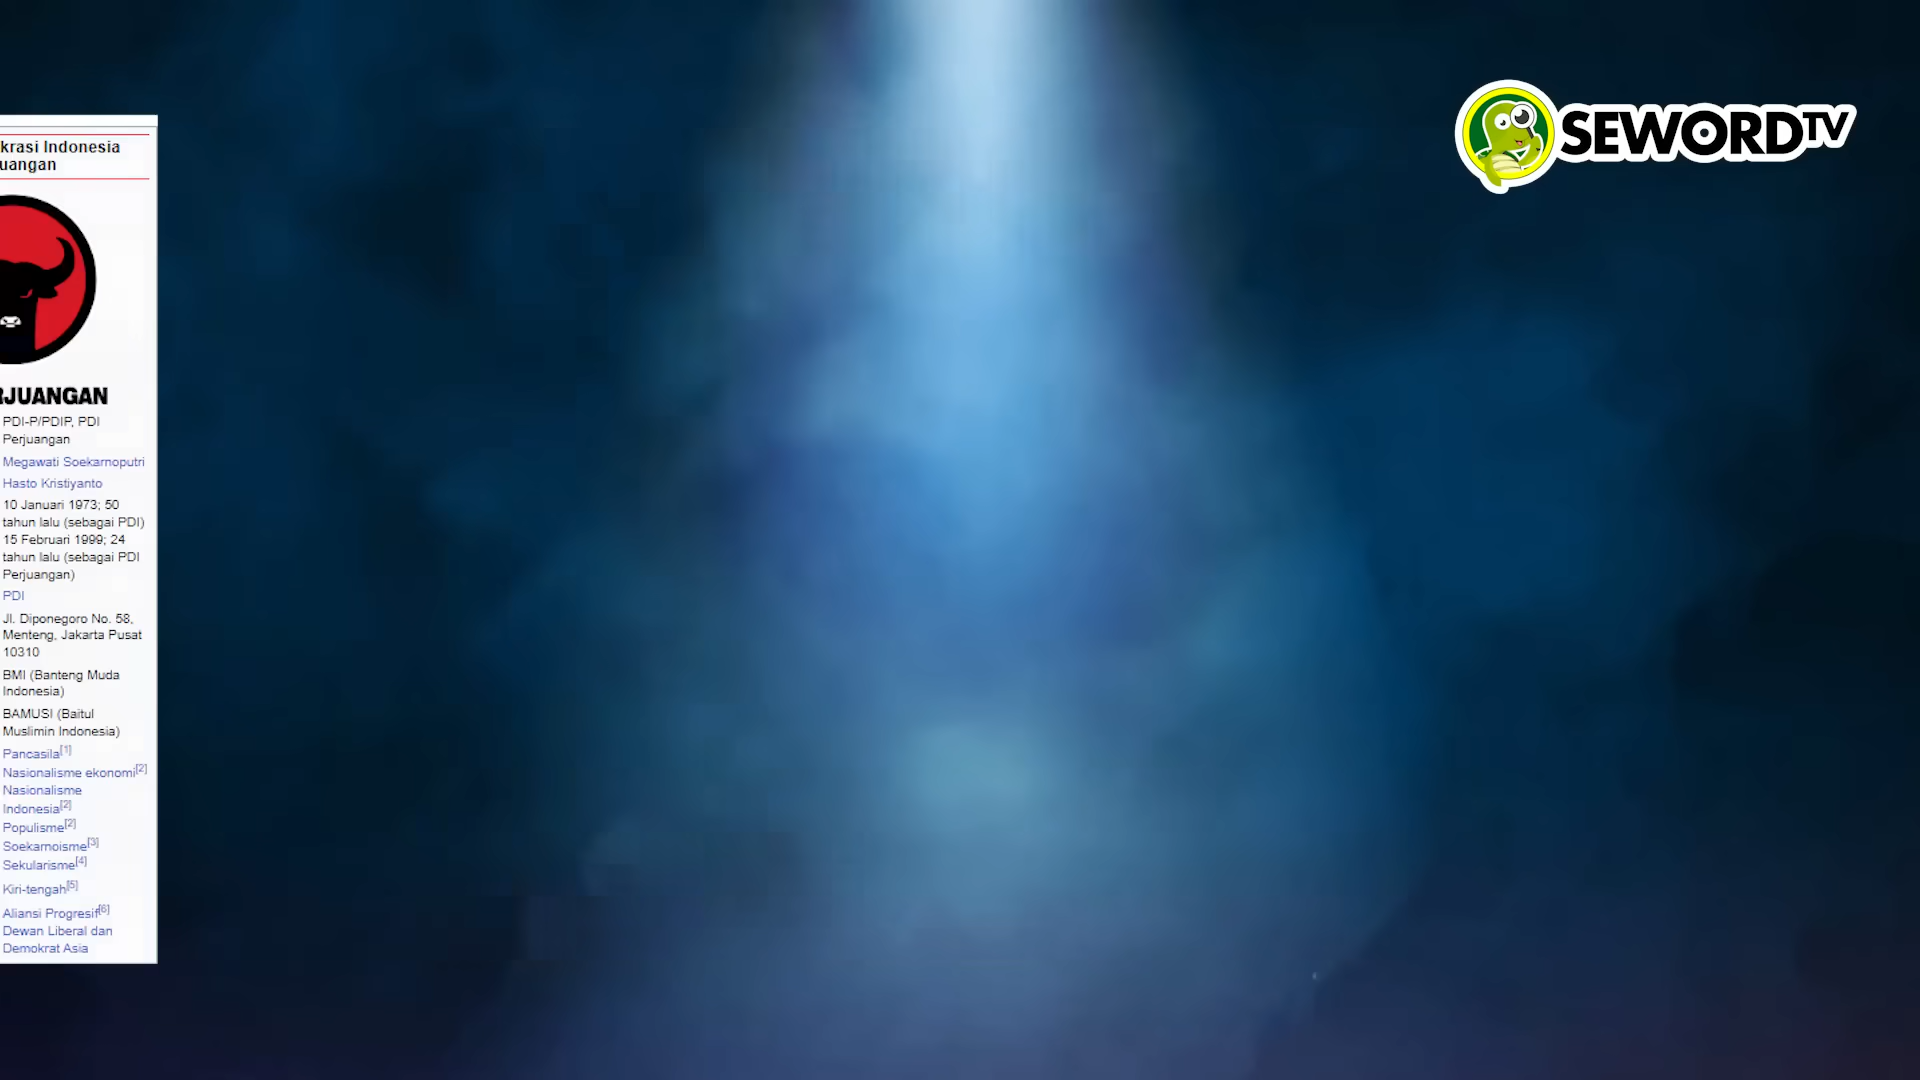 SEWORDTV
krasi Indonesia
uangan
RJUANGAN
PDI-P/PDIP, PDI
Perjuangan
Megawati Soekarnoputri
Hasto Kristiyanto
10 Januari 1973; 50
tahun lalu (sebagai PDI)
15 Februari 1999; 24
tahun lalu (sebagai PDI
Perjuangan)
PDI
Jl. Diponegoro No. 58,
Menteng, Jakarta Pusat
10310
BMI (Banteng Muda
Indonesia)
BAMUSI (Baitul
Muslimin Indonesia)
Pancasila[1]
Nasionalisme ekonomi[2]
Nasionalisme
Indonesia[2]
Populisme[2]
Soekarnoisme[3]
Sekularisme[4]
Kiri-tengah[5]
Aliansi Progresif[6]
Dewan Liberal dan
Demokrat Asia